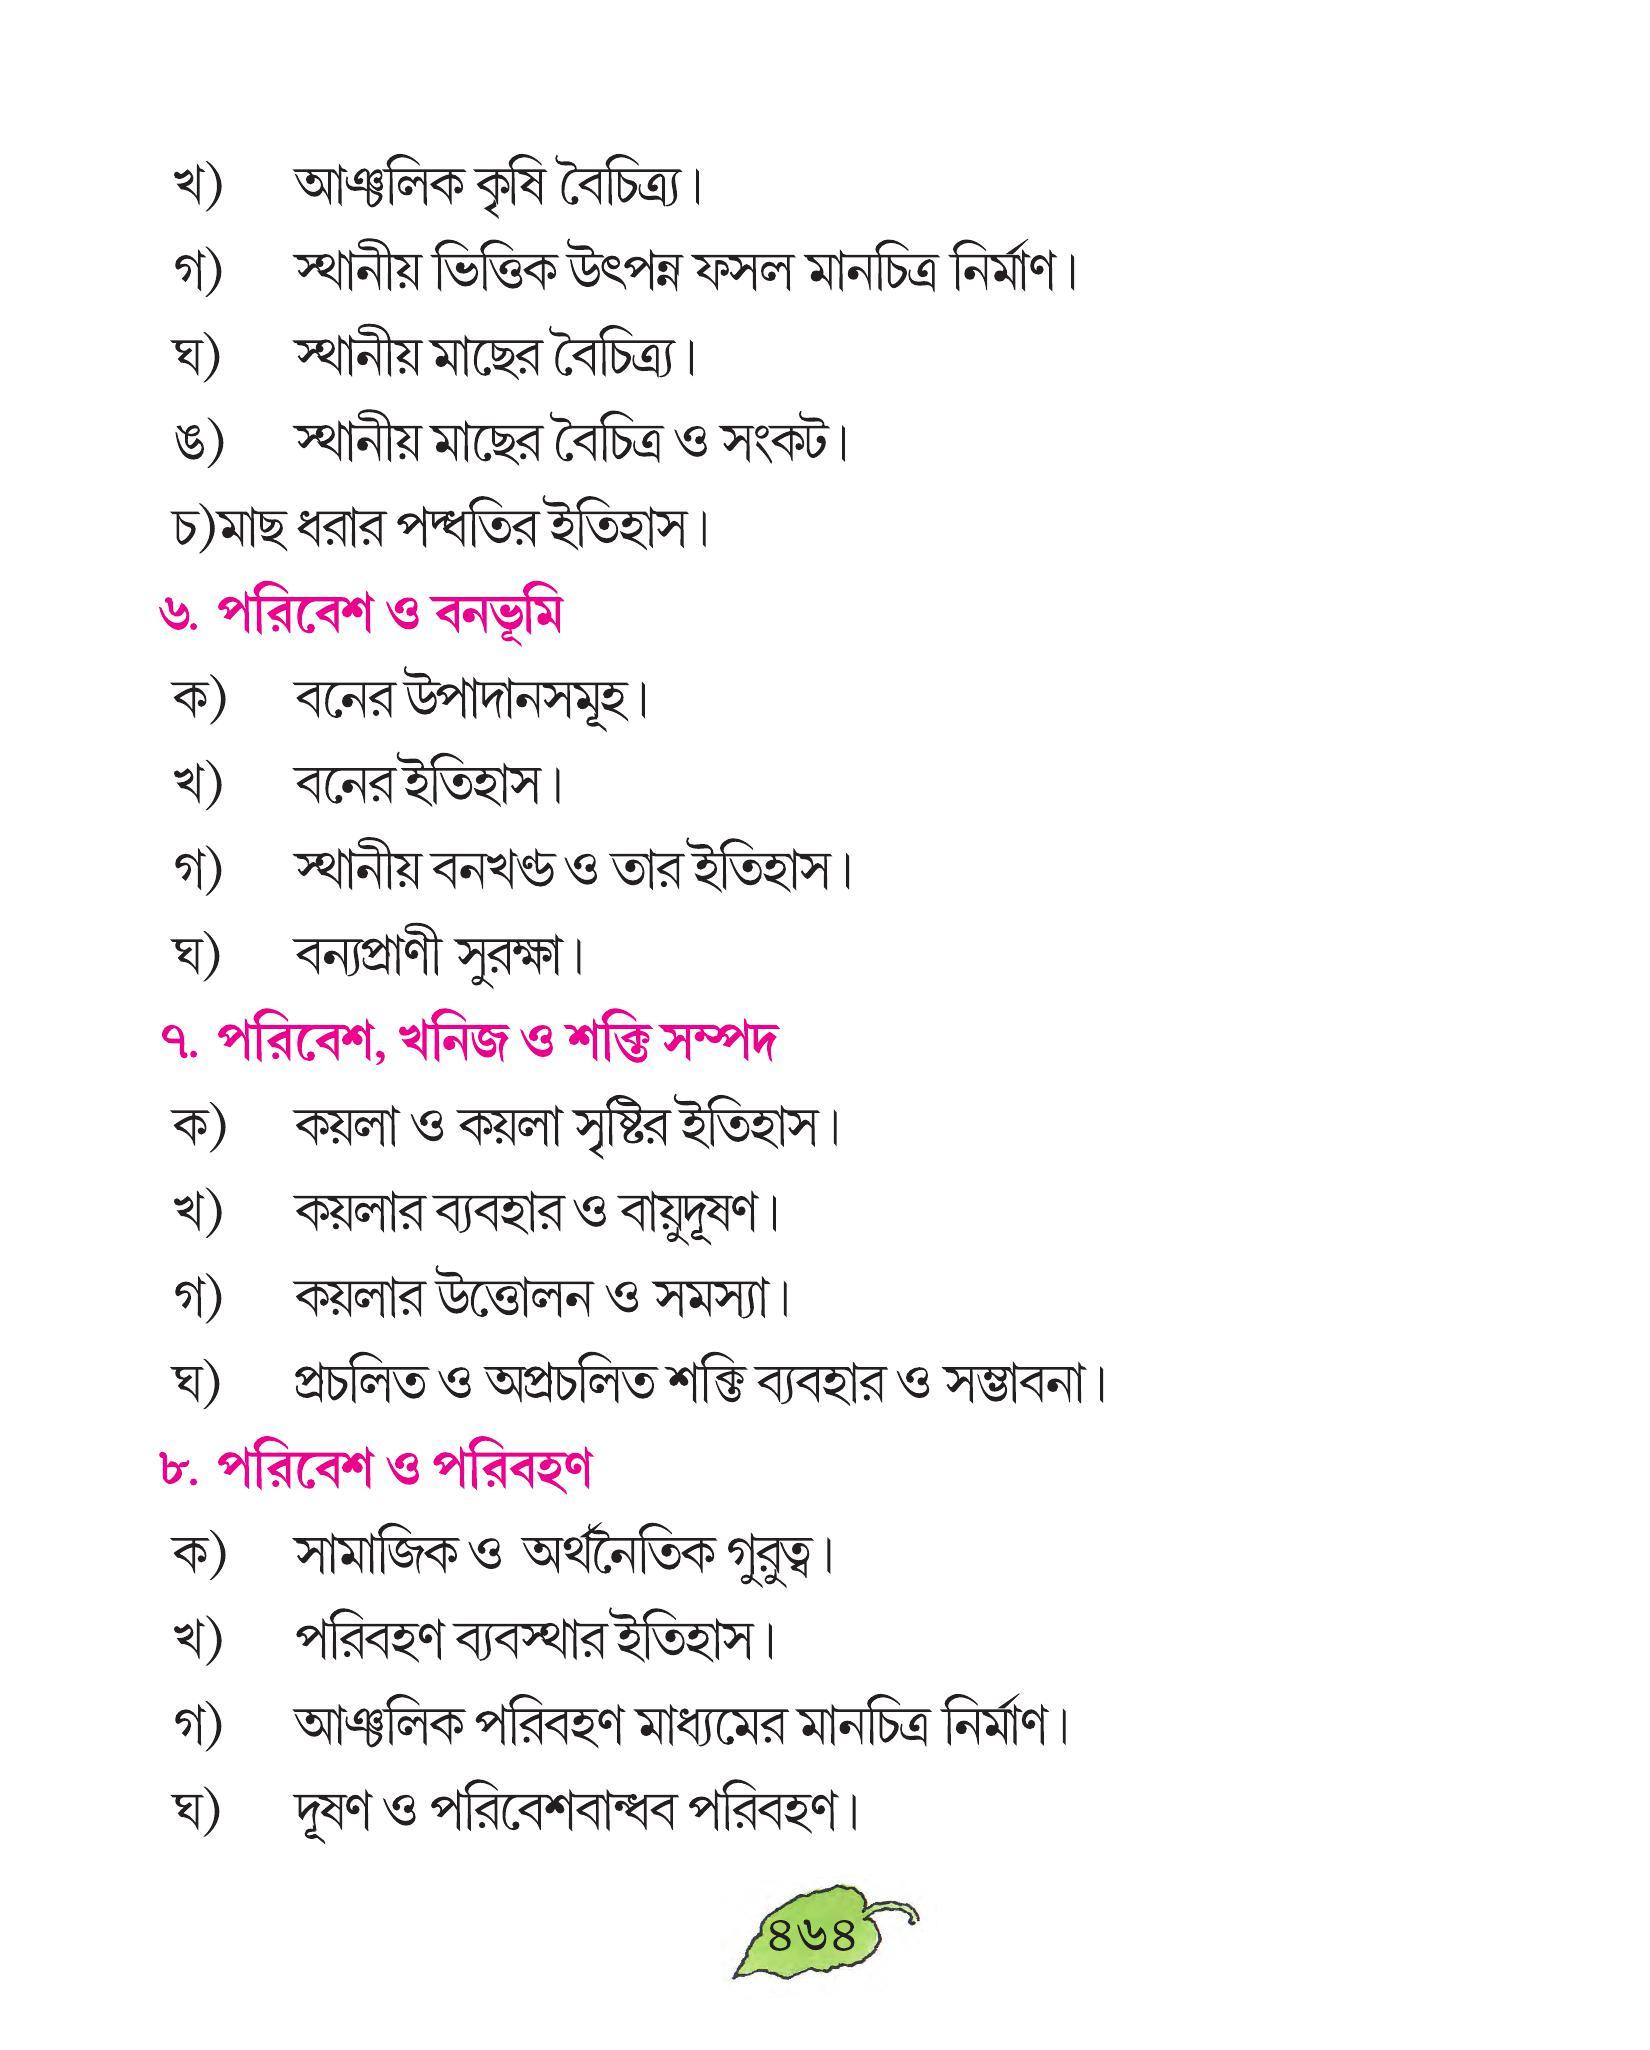 খ) আঞ্চলিক কৃষি বৈচিত্র্য।
গ) স্থানীয় ভিত্তিক উৎপন্ন ফসল মানচিত্র নির্মাণ।
ঘ) স্থানীয় মাছের বৈচিত্র্য।
ঙ) স্থানীয় মাছের বৈচিত্র ও সংকট।
চ)মাছ ধরার পদ্ধতির ইতিহাস।
৬. পরিবেশ ও বনভূমি
ক) বনের উপাদানসমূহ।
খ) বনের ইতিহাস।
গ) স্থানীয় বনখণ্ড ও তার ইতিহাস।
ঘ) বন্যপ্রাণী সুরক্ষা।
৭. পরিবেশ, খনিজ ও শক্তি সম্পদ
ক) কয়লা ও কয়লা সৃষ্টির ইতিহাস।
খ) কয়লার ব্যবহার ও বায়ুদূষণ।
গ) কয়লার উত্তোলন ও সমস্যা।
ঘ) প্রচলিত ও অপ্রচলিত শক্তি ব্যবহার ও সম্ভাবনা।
৮. পরিবেশ ও পরিবহণ
ক) সামাজিক ও অর্থনৈতিক গুরুত্ব।
খ) পরিবহণ ব্যবস্থার ইতিহাস।
গ) আঞ্চলিক পরিবহণ মাধ্যমের মানচিত্র নির্মাণ।
ঘ) দূষণ ও পরিবেশবান্ধব পরিবহণ।
৪৬৪